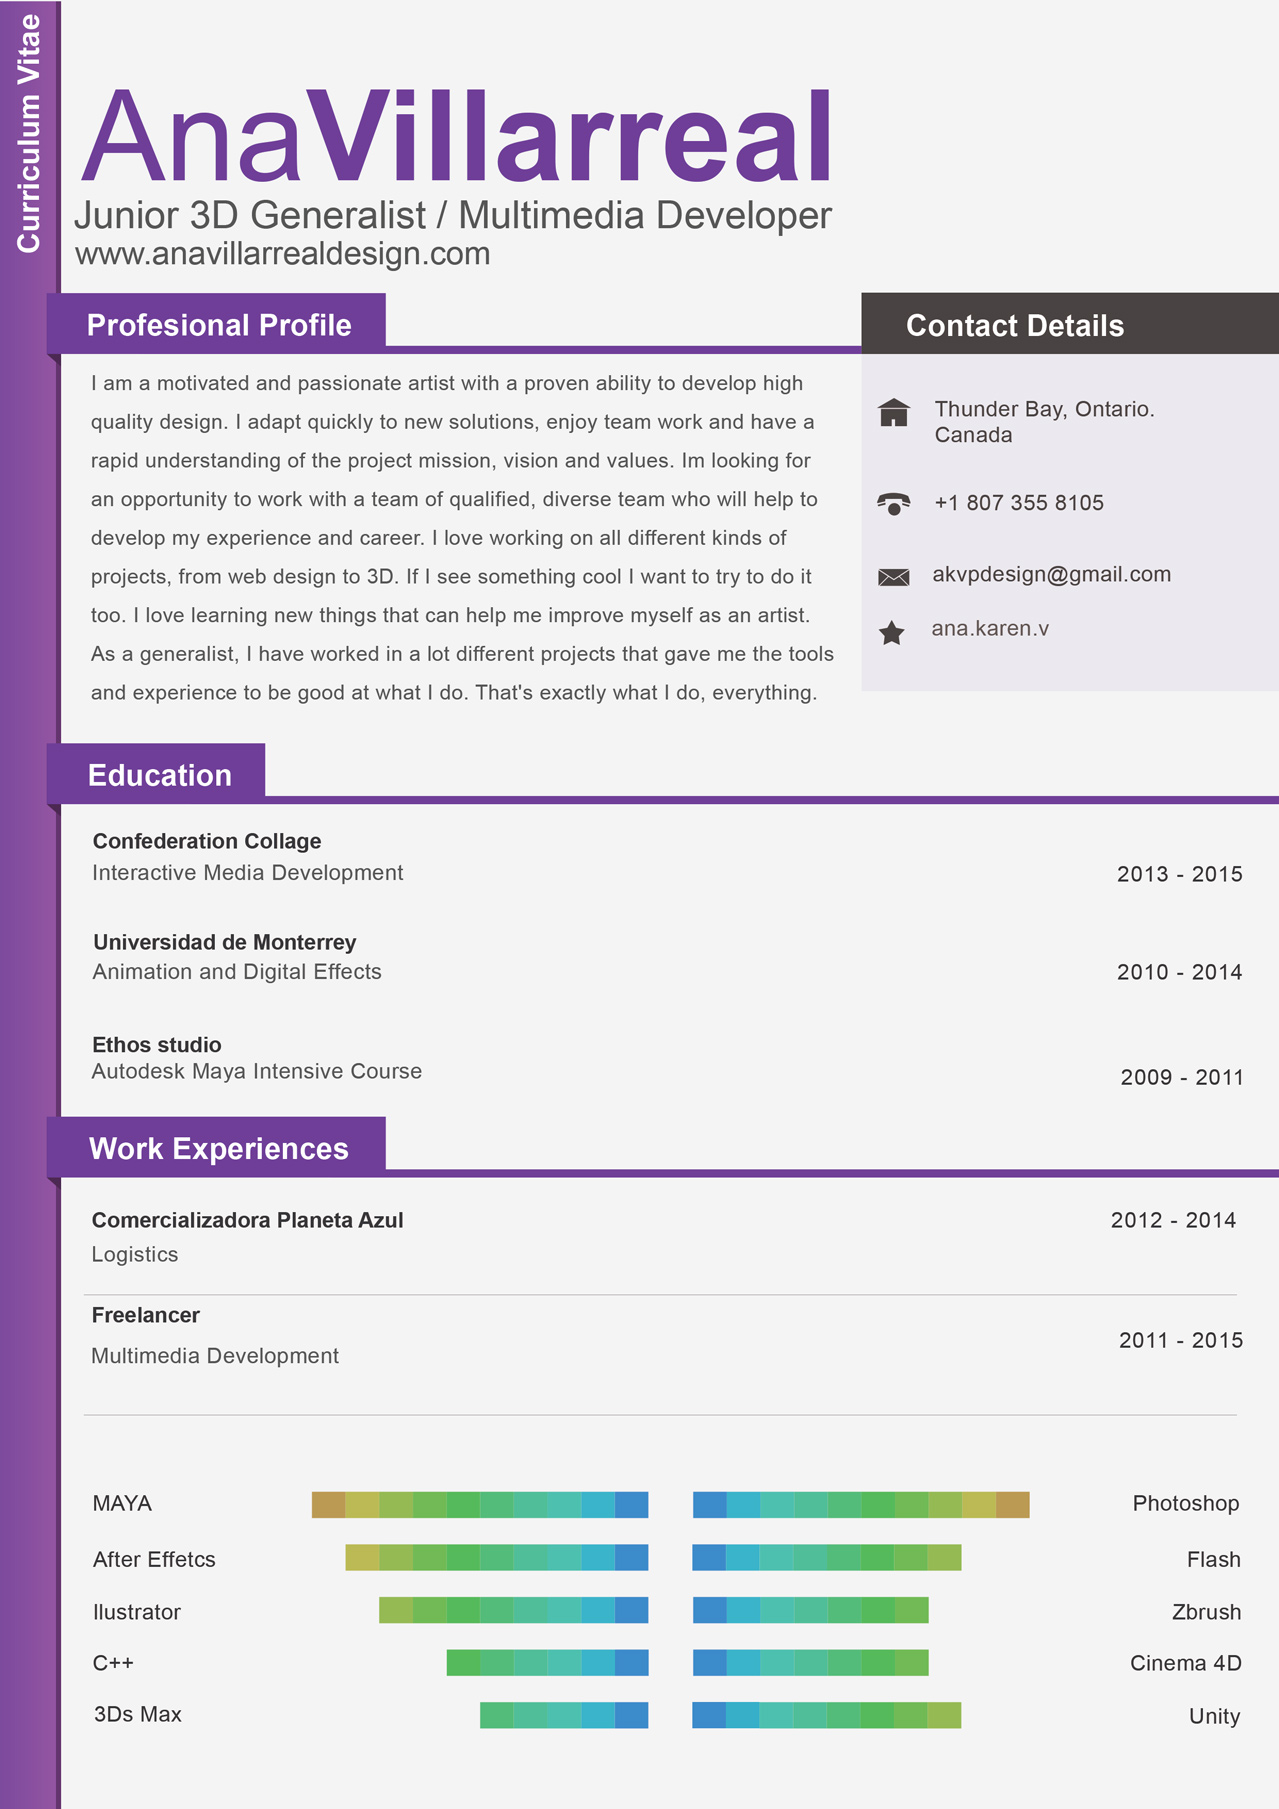 Curriculum Vitae
AnaVillarreal
Junior 3D Generalist / Multimedia Developer
www.anavillarrealdesign.com
Profesional Profile
I am a motivated and passionate artist with a proven ability to develop high
quality design. I adapt quickly to new solutions, enjoy team work and have a
rapid understanding of the project mission, vision and values. Im looking for
an opportunity to work with a team of qualified, diverse team who will help to
develop my experience and career. I love working on all different kinds of
projects, from web design to 3D. If I see something cool I want to try to do it
too. I love learning new things that can help me improve myself as an artist.
As a generalist, I have worked in a lot different projects that gave me the tools
and experience to be good at what I do. That's exactly what I do, everything.
Contact Details
Thunder Bay, Ontario.
Canada
+1 807 355 8105
akvpdesign@gmail.com
ana.karen.v
Education
Confederation Collage
Interactive Media Development
2013 - 2015
Universidad de Monterrey
Animation and Digital Effects
2010 - 2014
Ethos studio
Autodesk Maya Intensive Course
2009 - 2011
Work Experiences
Comercializadora Planeta Azul
2012 - 2014
Logistics
Freelancer
2011 - 2015
Multimedia Development
MAYA
Photoshop
After Effetcs
Flash
Ilustrator
Zbrush
C++
Cinema 4D
3Ds Max
Unity